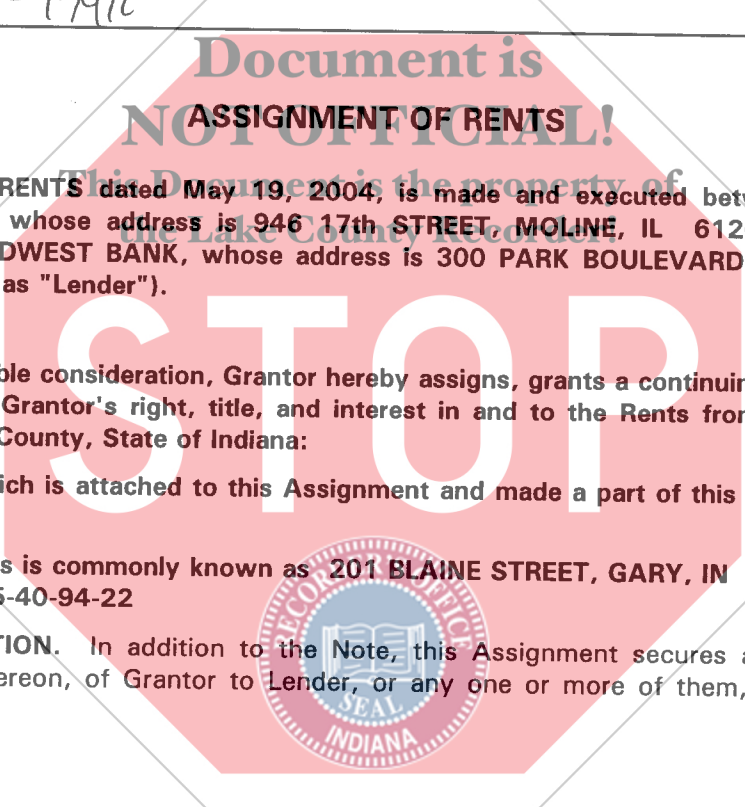 Document is
NOT OFFICIAL!
ASSIGNMENT OF RENTS
This Document is the property of
the Lake County Recorder!
RENTS dated May 19, 2004, is made and executed betw
whose address is 946 17th STREET, MOLINE, IL 612
DWEST BANK, whose address is 300 PARK BOULEVARD
as "Lender").
STOP
ble consideration, Grantor hereby assigns, grants a continuin
Grantor's right, title, and interest in and to the Rents from
County, State of Indiana:
ich is attached to this Assignment and made a part of this
s is commonly known as 201 BLAINE STREET, GARY, IN
5-40-94-22
TION. In addition to the Note, this Assignment secures a
ereon, of Grantor to Lender, or any one or more of them,
RECORDER OFFICE
SEAL
INDIANA